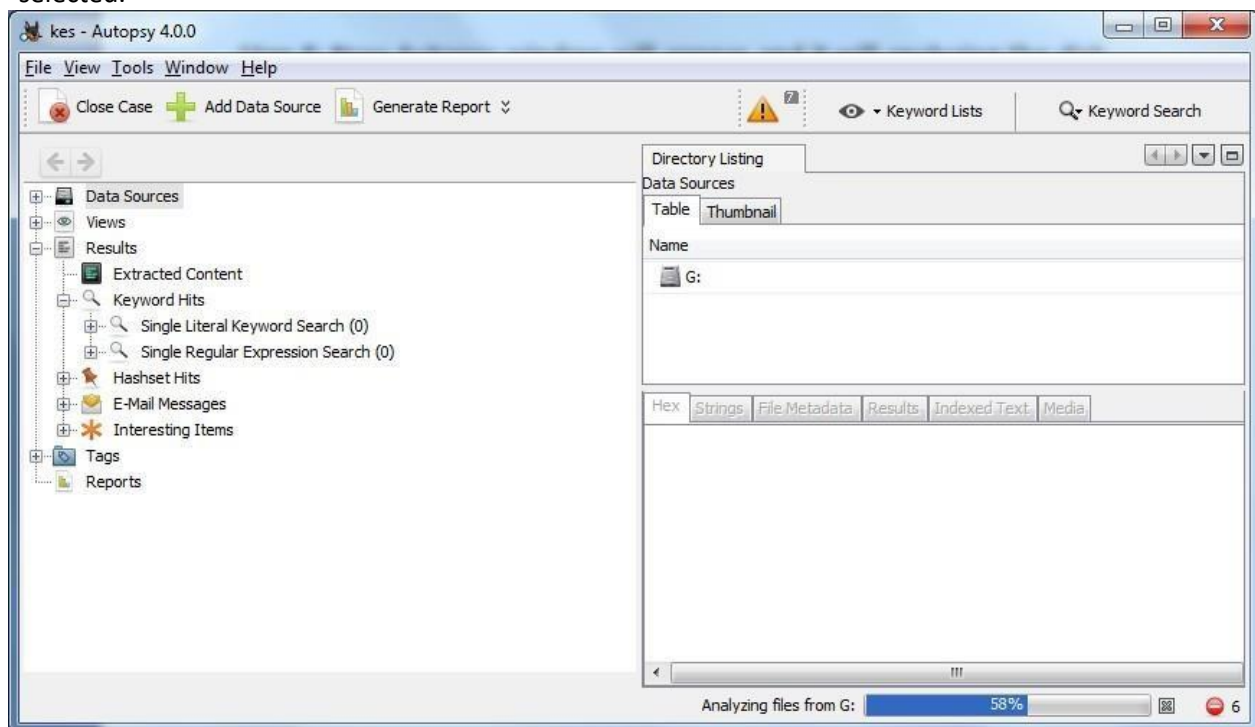 selected.
kes - Autopsy 4.0.0
File View Tools Window Help
Close Case Add Data Source Generate Report
7
Keyword Lists
Keyword Search
Data Sources
Views
Results
Extracted Content
Keyword Hits
Single Literal Keyword Search (0)
Single Regular Expression Search (0)
Hashset Hits
E-Mail Messages
Interesting Items
Tags
Reports
Directory Listing
Data Sources
Table Thumbnail
Name
G:
Hex Strings File Metadata Results Indexed Text Media
Analyzing files from G: 58% 6